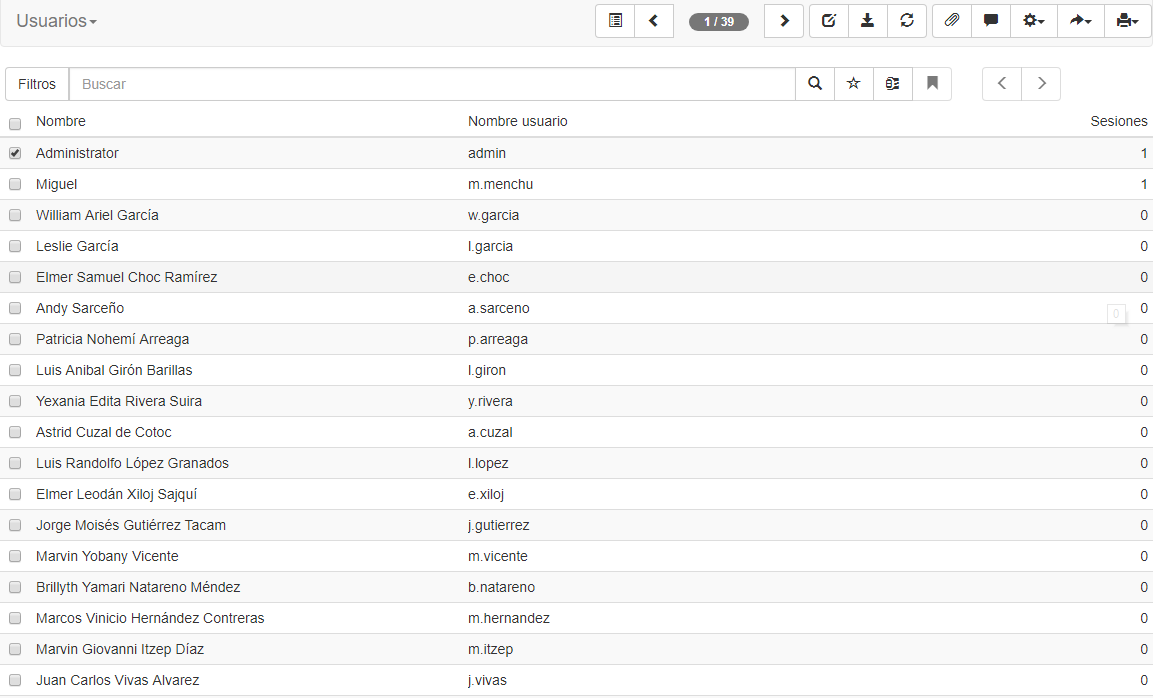 Usuarios
1 / 39
Filtros Buscar
Nombre Nombre usuario Sesiones
Administrator admin 1
Miguel m.menchu 1
William Ariel García w.garcia 0
Leslie García l.garcia 0
Elmer Samuel Choc Ramírez e.choc 0
Andy Sarceño a.sarceno 0
0
Patricia Nohemí Arreaga p.arreaga 0
Luis Anibal Girón Barillas l.giron 0
Yexania Edita Rivera Suira y.rivera 0
Astrid Cuzal de Cotoc a.cuzal 0
Luis Randolfo López Granados l.lopez 0
Elmer Leodán Xiloj Sajquí e.xiloj 0
Jorge Moisés Gutiérrez Tacam j.gutierrez 0
Marvin Yobany Vicente m.vicente 0
Brillyth Yamari Natareno Méndez b.natareno 0
Marcos Vinicio Hernández Contreras m.hernandez 0
Marvin Giovanni Itzep Díaz m.itzep 0
Juan Carlos Vivas Alvarez j.vivas 0